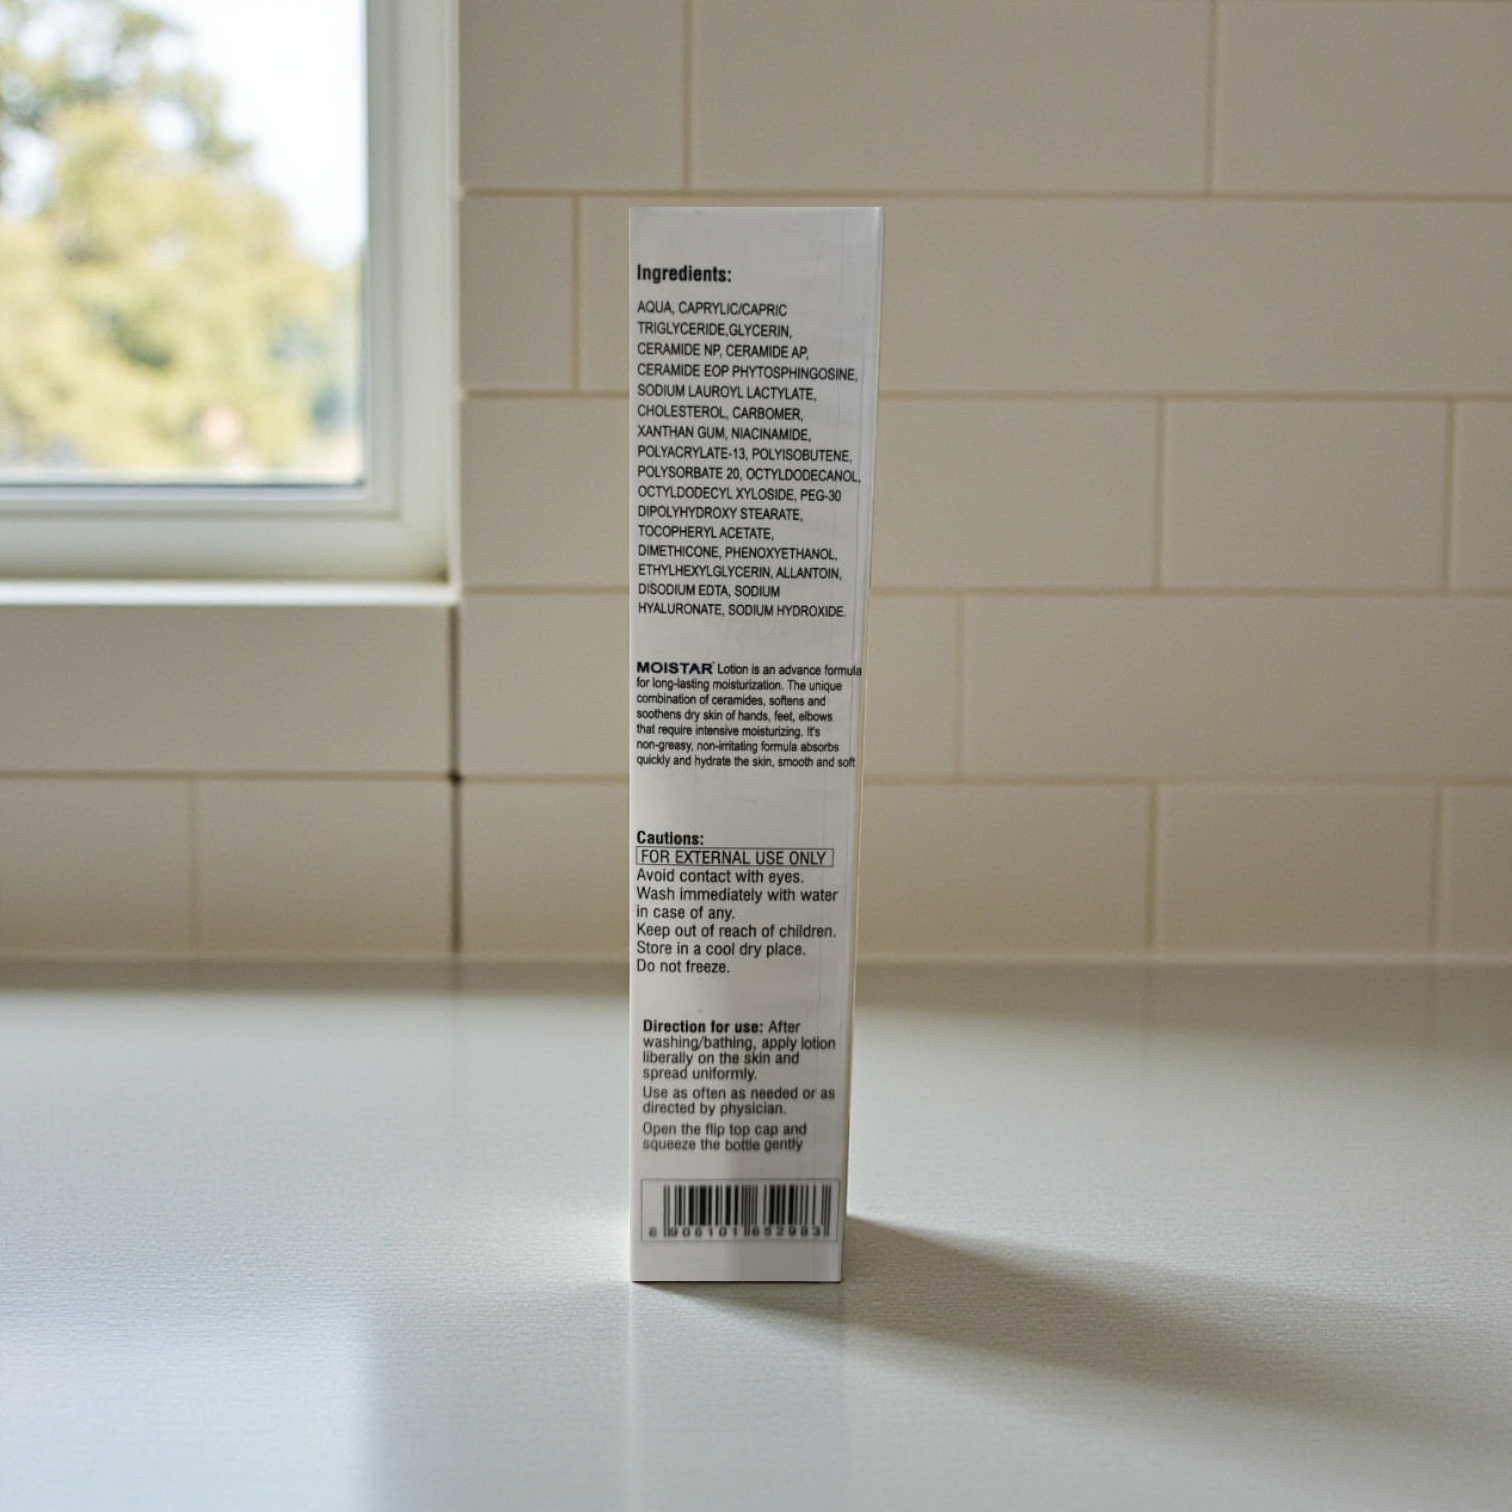 Ingredients:
AQUA, CAPRYLIC/CAPRIC
TRIGLYCERIDE,GLYCERIN,
CERAMIDE NP, CERAMIDE AP,
CERAMIDE EOP PHYTOSPHINGOSINE,
SODIUM LAUROYL LACTYLATE,
CHOLESTEROL, CARBOMER,
XANTHAN GUM, NIACINAMIDE,
POLYACRYLATE-13, POLYISOBUTENE,
POLYSORBATE 20, OCTYLDODECANOL,
OCTYLDODECYL XYLOSIDE, PEG-30
DIPOLYHYDROXY STEARATE,
TOCOPHERYL ACETATE,
DIMETHICONE, PHENOXYETHANOL,
ETHYLHEXYLGLYCERIN, ALLANTOIN,
DISODIUM EDTA, SODIUM
HYALURONATE, SODIUM HYDROXIDE.
MOISTAR™ Lotion is an advance formula
for long-lasting moisturization. The unique
combination of ceramides, softens and
soothens dry skin of hands, feet, elbows
that require intensive moisturizing. It's
non-greasy, non-irritating formula absorbs
quickly and hydrate the skin, smooth and soft
Cautions:
FOR EXTERNAL USE ONLY
Avoid contact with eyes.
Wash immediately with water
in case of any.
Keep out of reach of children.
Store in a cool dry place.
Do not freeze.
Direction for use: After
washing/bathing, apply lotion
liberally on the skin and
spread uniformly.
Use as often as needed or as
directed by physician.
Open the flip top cap and
squeeze the bottle gently
6 906101 652983